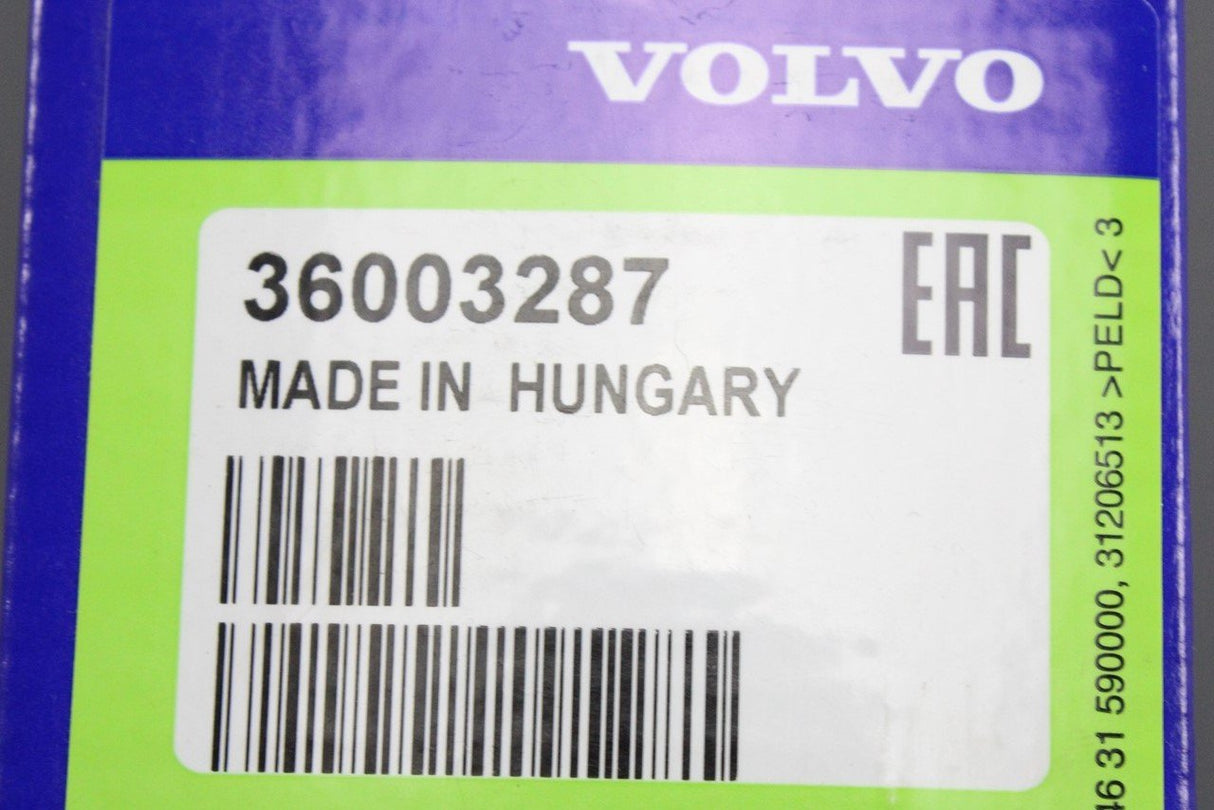 VOLVO
36003287
EAC
MADE IN HUNGARY
46 31 590000, 31206513 >PELD< 3